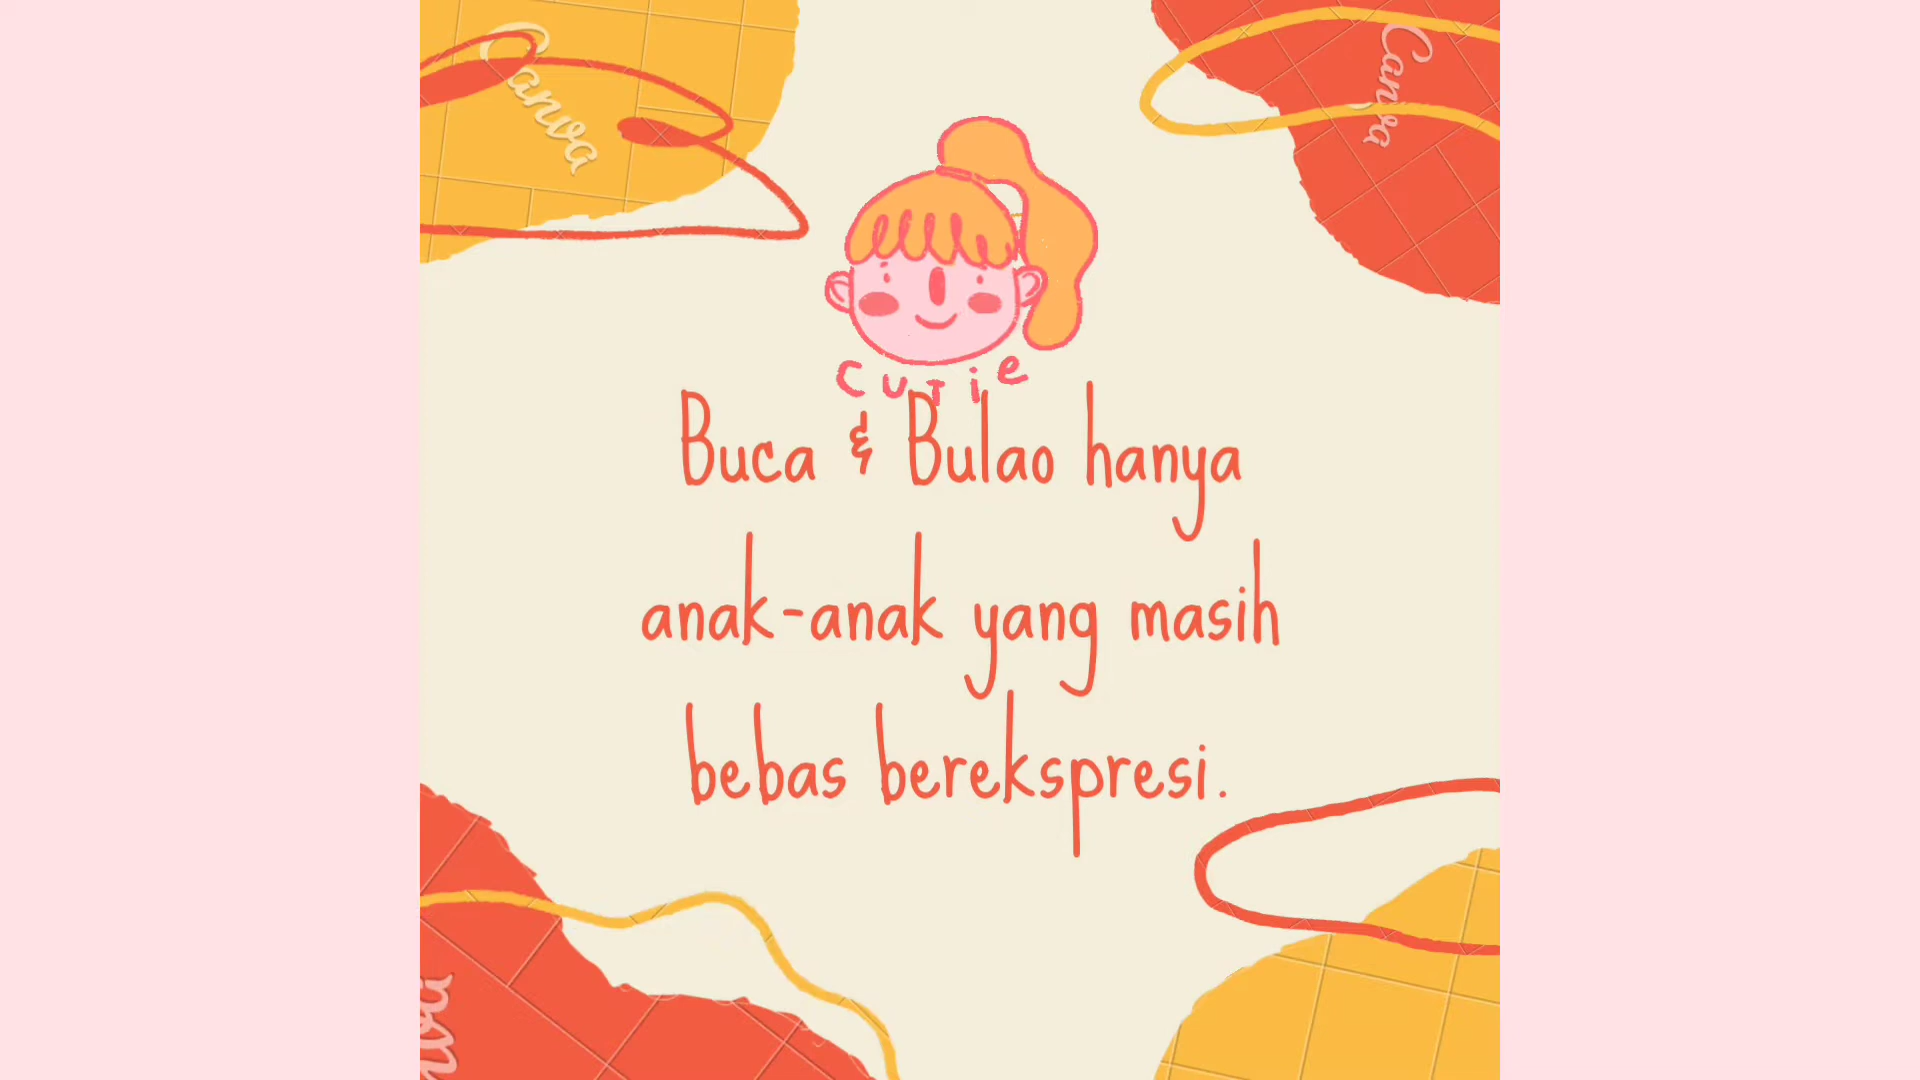 Canva
Canva
cutie
Buca & Bulao hanya
anak-anak yang masih
bebas berekspresi.